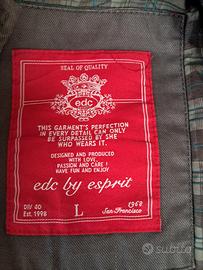 SEAL OF QUALITY
edc
THIS GARMENT'S PERFECTION
IN EVERY DETAIL CAN ONLY
BE SURPASSED BY SHE
WHO WEARS IT.
DESIGNED AND PRODUCED
WITH LOVE,
PASSION AND CARE !
HAVE FUN AND ENJOY
edc by esprit
DIV 40
Est. 1998
L
1968
San Francisco
subito